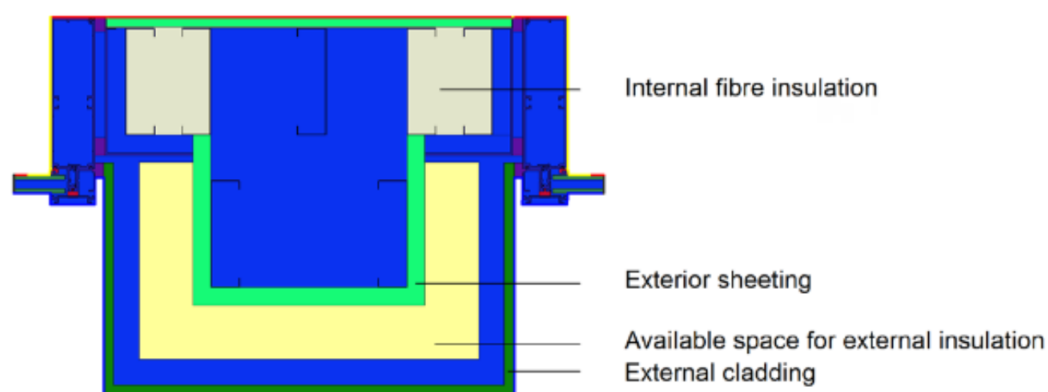 Internal fibre insulation
Exterior sheeting
Available space for external insulation
External cladding